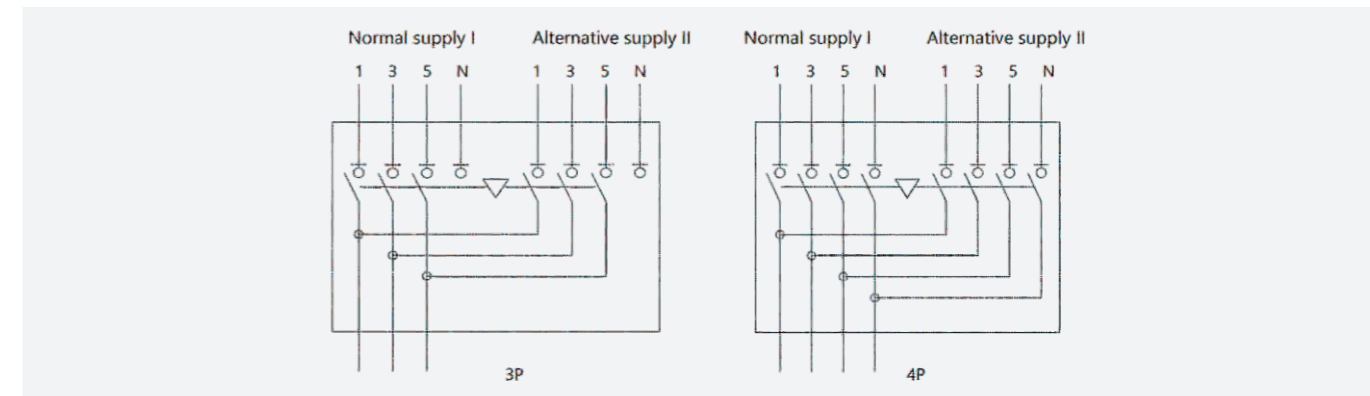 Normal supply I Alternative supply II Normal supply I Alternative supply II
1 3 5 N 1 3 5 N 1 3 5 N 1 3 5 N
3P 4P